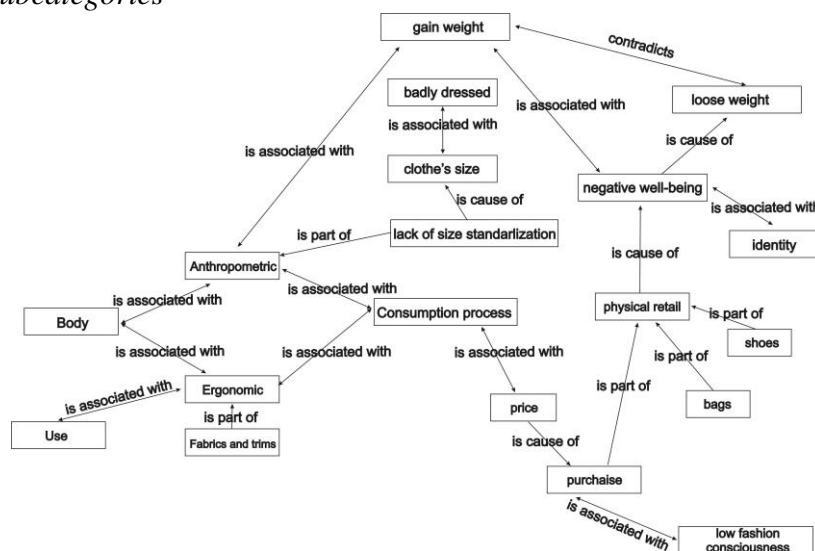 subcategories
gain weight
contradicts
badly dressed
loose weight
is associated with
is associated with
is cause of
is associated with
clothe's size
negative well-being
is cause of
is associated with
is part of
lack of size standarlization
identity
is cause of
Anthropometric
is associated with
is associated with
Consumption process
physical retail
is part of
Body
shoes
is associated with
is associated with
is associated with
is part of
is part of
is associated with
Ergonomic
price
bags
is part of
Use
Fabrics and trims
is cause of
purchaise
is associated with
low fashion
consciousness